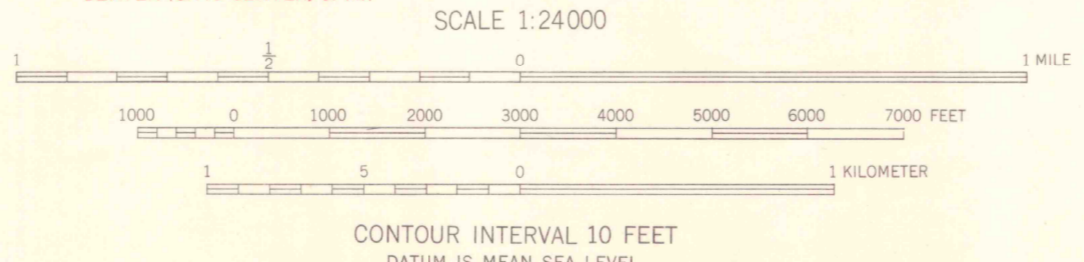 SCALE 1:24000
1 ½ 0 1 MILE
1000 0 1000 2000 3000 4000 5000 6000 7000 FEET
1 5 0 1 KILOMETER
CONTOUR INTERVAL 10 FEET
DATUM IS MEAN SEA LEVEL